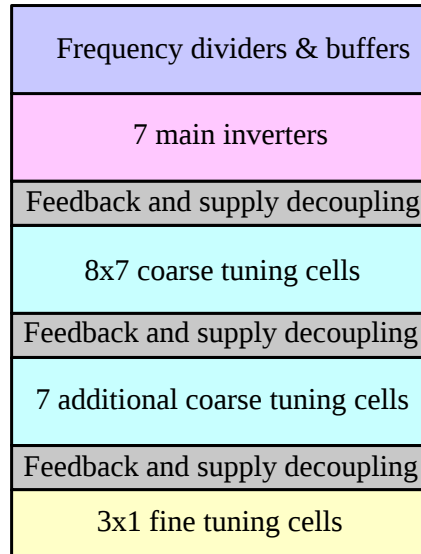 Frequency dividers & buffers
7 main inverters
Feedback and supply decoupling
8x7 coarse tuning cells
Feedback and supply decoupling
7 additional coarse tuning cells
Feedback and supply decoupling
3x1 fine tuning cells